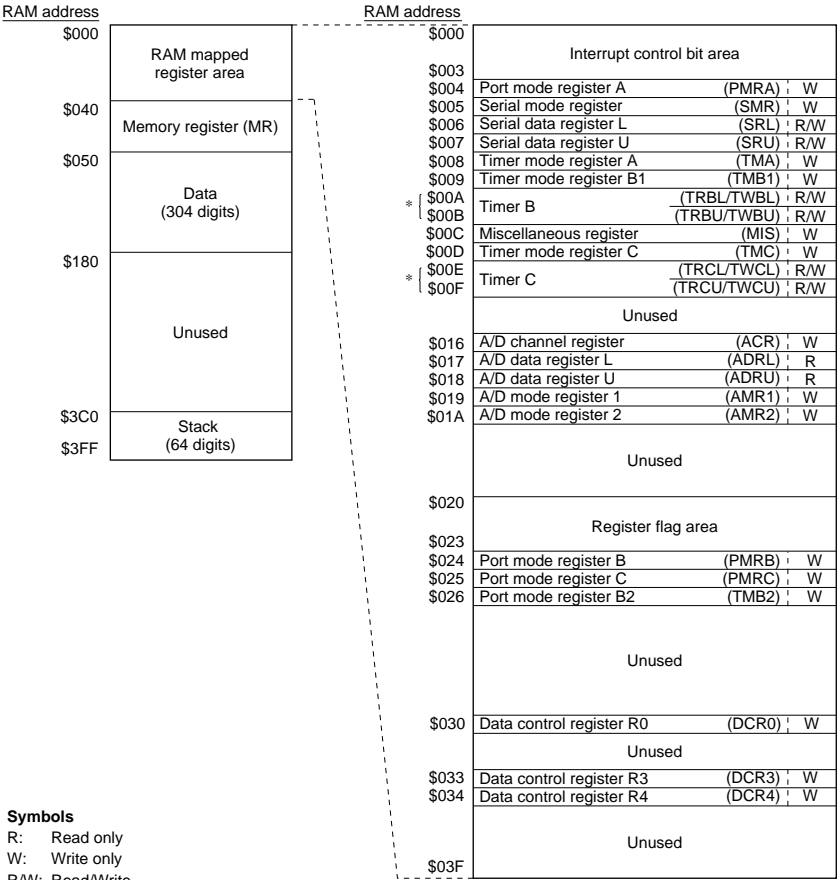 RAM address
$000
RAM mapped
register area
$040
Memory register (MR)
$050
Data
(304 digits)
$180
Unused
$3C0
Stack
(64 digits)
$3FF
RAM address
$000
Interrupt control bit area
$003
$004 Port mode register A (PMRA) W
$005 Serial mode register (SMR) W
$006 Serial data register L (SRL) R/W
$007 Serial data register U (SRU) R/W
$008 Timer mode register A (TMA) W
$009 Timer mode register B1 (TMB1) W
* $00A Timer B (TRBL/TWBL) R/W
$00B (TRBU/TWBU) R/W
$00C Miscellaneous register (MIS) W
$00D Timer mode register C (TMC) W
* $00E Timer C (TRCL/TWCL) R/W
$00F (TRCU/TWCU) R/W
Unused
$016 A/D channel register (ACR) W
$017 A/D data register L (ADRL) R
$018 A/D data register U (ADRU) R
$019 A/D mode register 1 (AMR1) W
$01A A/D mode register 2 (AMR2) W
Unused
$020
Register flag area
$023
$024 Port mode register B (PMRB) W
$025 Port mode register C (PMRC) W
$026 Port mode register B2 (TMB2) W
Unused
$030 Data control register R0 (DCR0) W
Unused
$033 Data control register R3 (DCR3) W
$034 Data control register R4 (DCR4) W
Unused
$03F
Symbols
R: Read only
W: Write only
R/W: Read/Write